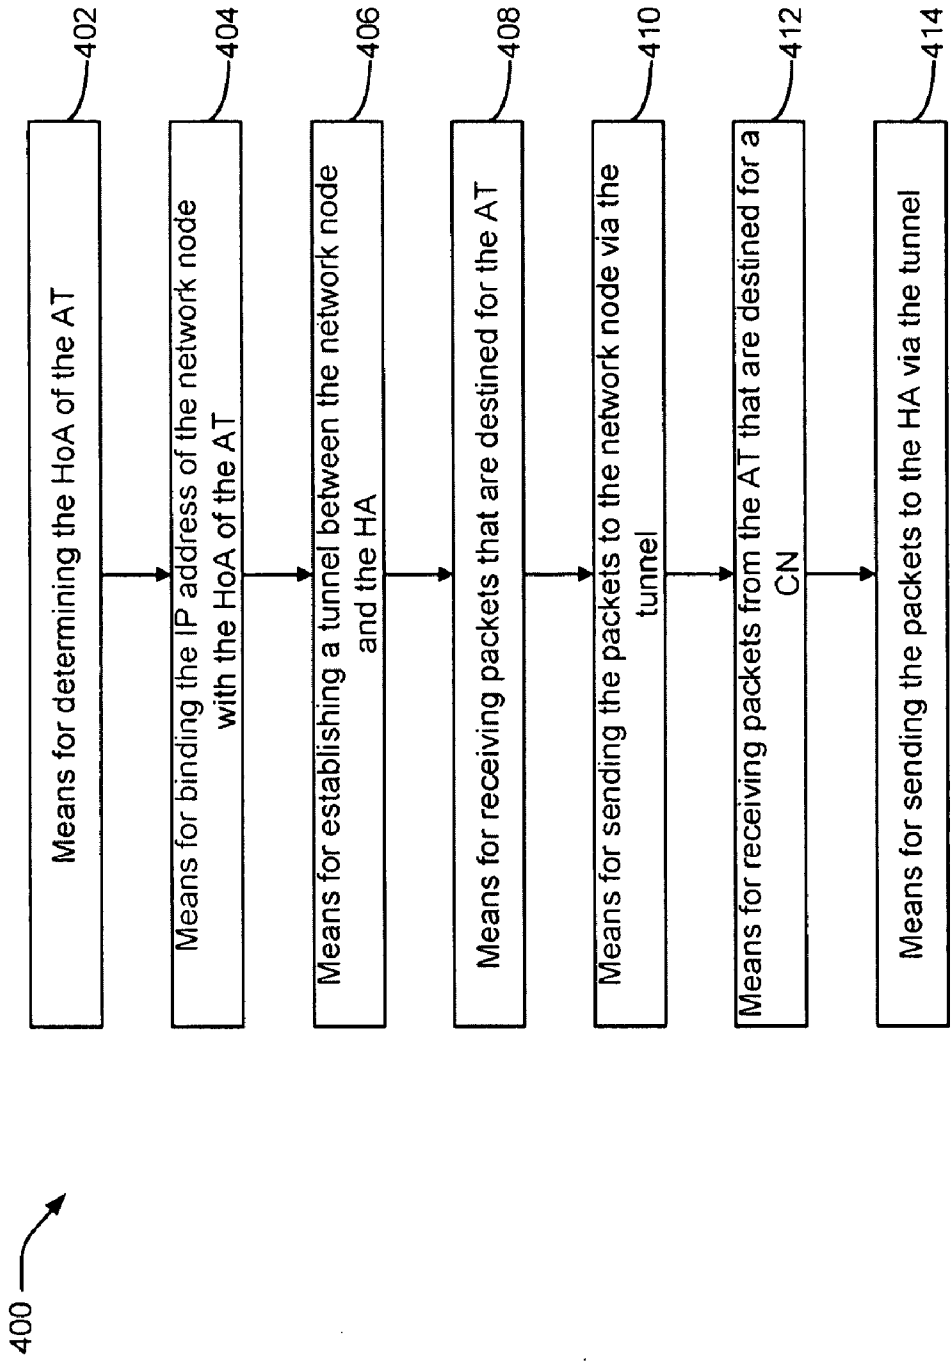 400
Means for determining the HoA of the AT
402
Means for binding the IP address of the network node
with the HoA of the AT
404
Means for establishing a tunnel between the network node
and the HA
406
Means for receiving packets that are destined for the AT
408
Means for sending the packets to the network node via the
tunnel
410
Means for receiving packets from the AT that are destined for a
CN
412
Means for sending the packets to the HA via the tunnel
414